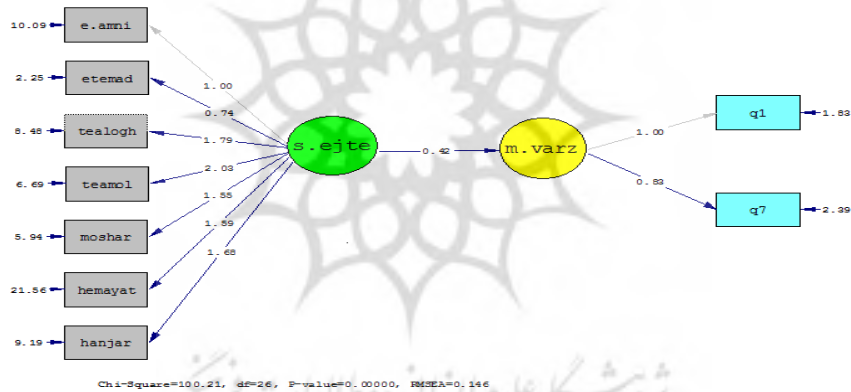 10.09 e.amni
2.25 etemad
8.48 tealogh
6.69 teamol
5.94 moshar
21.56 hemayat
9.19 hanjar
1.00
0.74
1.79
2.03
1.55
1.59
1.68
s.ejte 0.42 m.varz
1.00
0.83
q1 1.83
q7 2.39
Chi-Square=100.21, df=26, P-value=0.00000, RMSEA=0.146